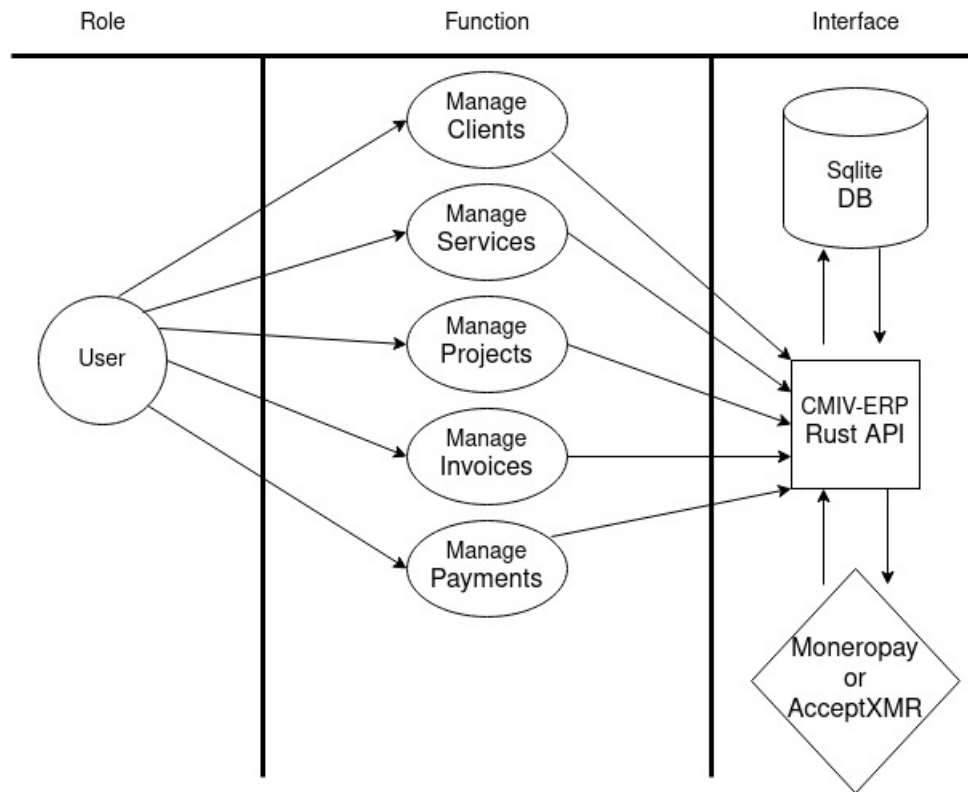 Role
Function
Interface
Manage
Clients
Manage
Services
Manage
Projects
Manage
Invoices
Manage
Payments
User
Sqlite
DB
CMIV-ERP
Rust API
Moneropay
or
AcceptXMR